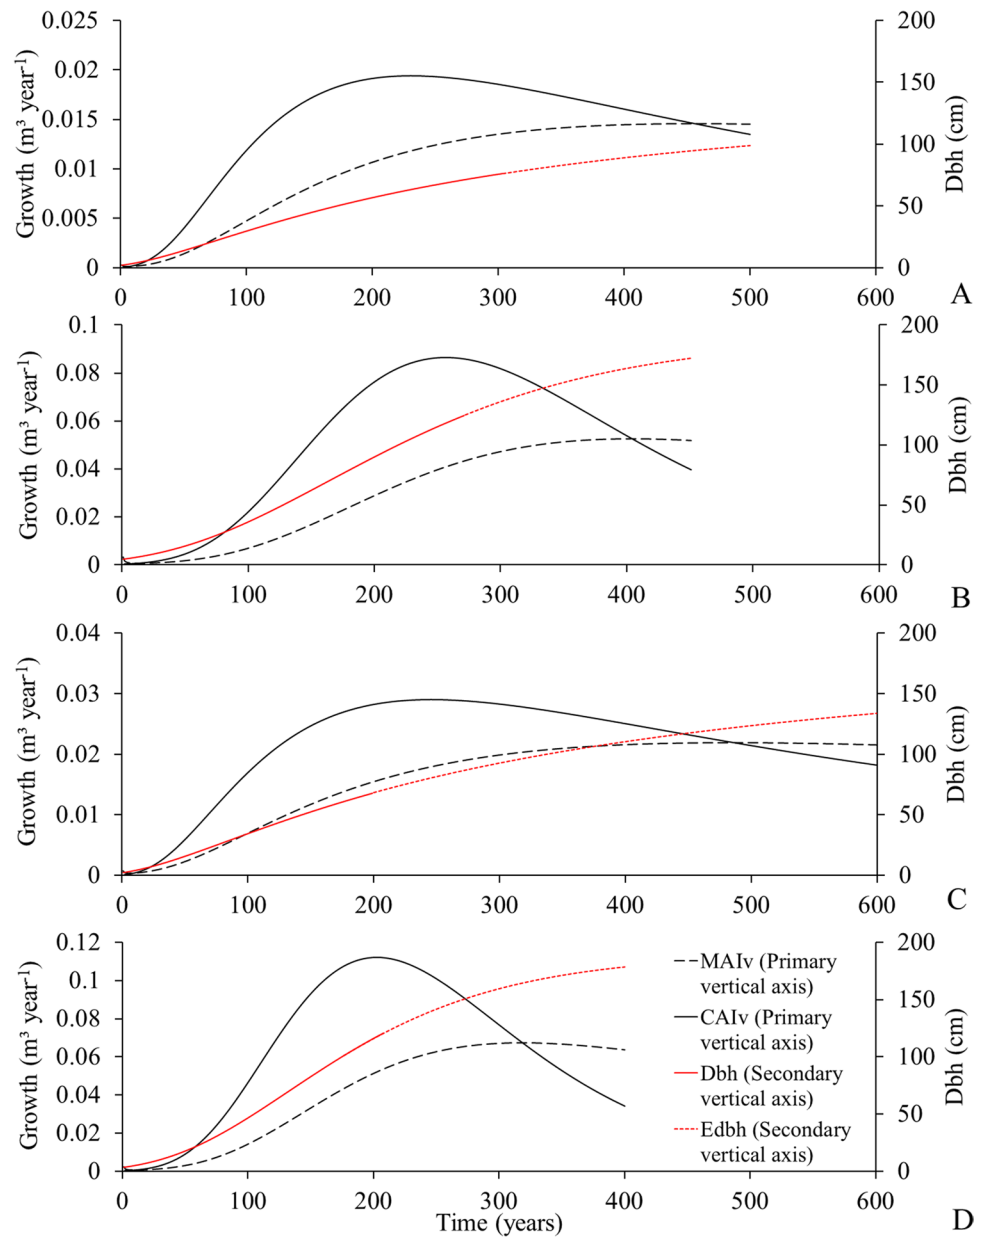 0.025
0.02
0.015
0.01
0.005
0
Growth (m³ year⁻¹)
200
150
100
50
0
Dbh (cm)
0 100 200 300 400 500 600
A
0.1
0.08
0.06
0.04
0.02
0
Growth (m³ year⁻¹)
200
150
100
50
0
Dbh (cm)
0 100 200 300 400 500 600
B
0.04
0.03
0.02
0.01
0
Growth (m³ year⁻¹)
200
150
100
50
0
Dbh (cm)
0 100 200 300 400 500 600
C
0.12
0.1
0.08
0.06
0.04
0.02
0
Growth (m³ year⁻¹)
MAIv (Primary
vertical axis)
CAIv (Primary
vertical axis)
Dbh (Secondary
vertical axis)
Edbh (Secondary
vertical axis)
200
150
100
50
0
Dbh (cm)
0 100 200 300 400 500 600
Time (years)
D